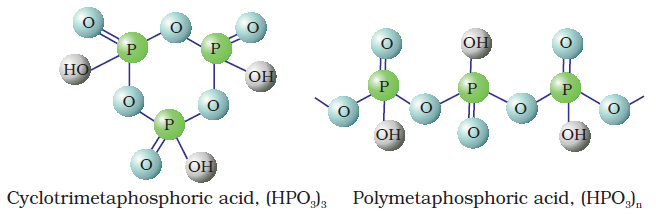 O O O O OH O
P P
HO OH
P P P
O O O O O O
P
O OH OH O OH
Cyclotrimetaphosphoric acid, (HPO₃)₃ Polymetaphosphoric acid, (HPO₃)ₙ